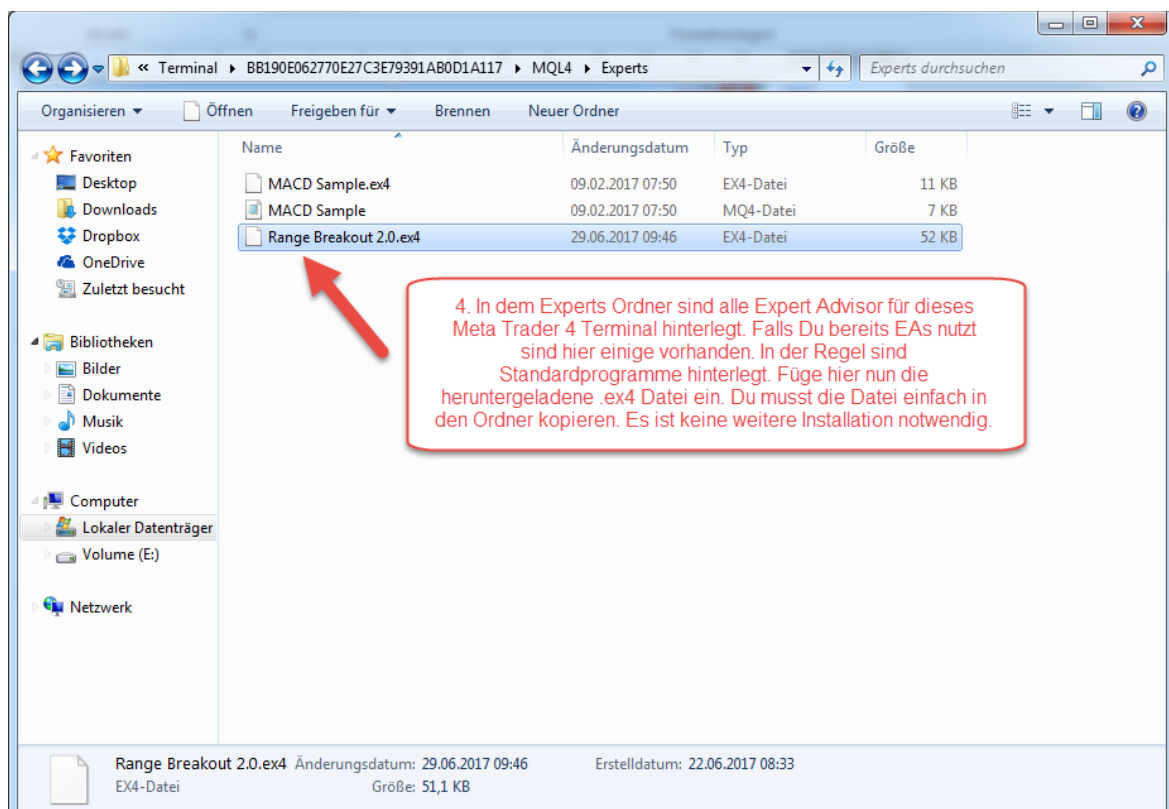 « Terminal ▸ BB190E062770E27C3E79391AB0D1A117 ▸ MQL4 ▸ Experts
Experts durchsuchen
Organisieren Öffnen Freigeben für Brennen Neuer Ordner
Favoriten
Desktop
Downloads
Dropbox
OneDrive
Zuletzt besucht
Bibliotheken
Bilder
Dokumente
Musik
Videos
Computer
Lokaler Datenträger
Volume (E:)
Netzwerk
Name Änderungsdatum Typ Größe
MACD Sample.ex4 09.02.2017 07:50 EX4-Datei 11 KB
MACD Sample 09.02.2017 07:50 MQ4-Datei 7 KB
Range Breakout 2.0.ex4 29.06.2017 09:46 EX4-Datei 52 KB
4. In dem Experts Ordner sind alle Expert Advisor für dieses
Meta Trader 4 Terminal hinterlegt. Falls Du bereits EAs nutzt
sind hier einige vorhanden. In der Regel sind
Standardprogramme hinterlegt. Füge hier nun die
heruntergeladene .ex4 Datei ein. Du musst die Datei einfach in
den Ordner kopieren. Es ist keine weitere Installation notwendig.
Range Breakout 2.0.ex4 Änderungsdatum: 29.06.2017 09:46 Erstelldatum: 22.06.2017 08:33
EX4-Datei Größe: 51,1 KB